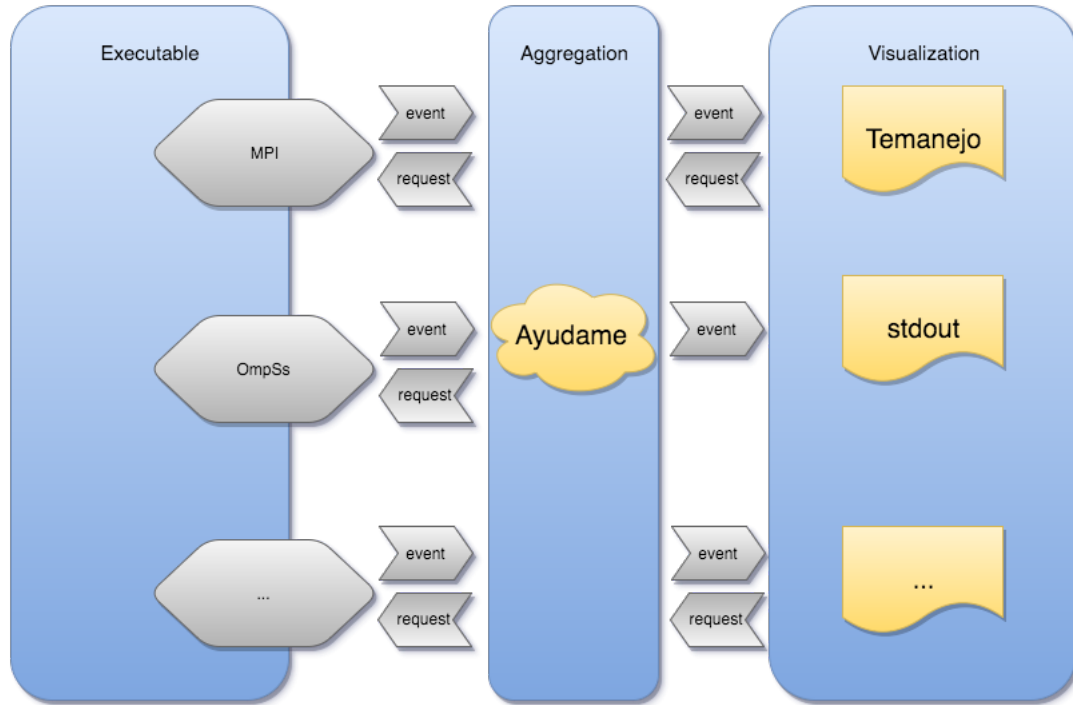 Executable
Aggregation
Visualization
MPI
event
request
event
request
Temanejo
OmpSs
event
request
Ayudame
event
stdout
...
event
request
event
request
...